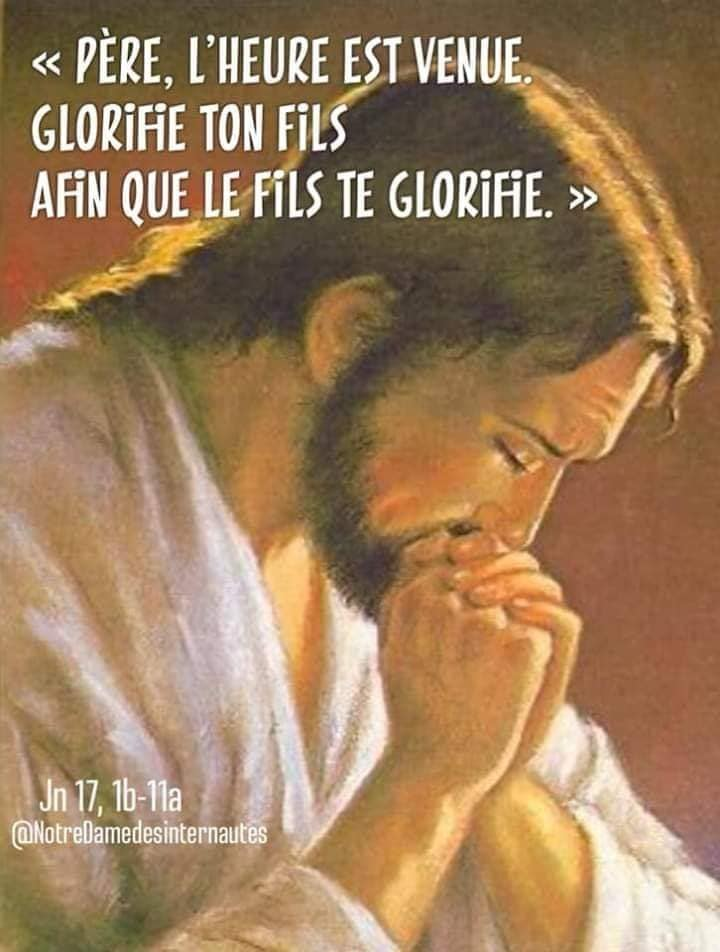 « PÈRE, L'HEURE EST VENUE.
GLORIFIE TON FILS
AFIN QUE LE FILS TE GLORIFIE. »
Jn 17, 1b-11a
@NotreDamedesinternautes